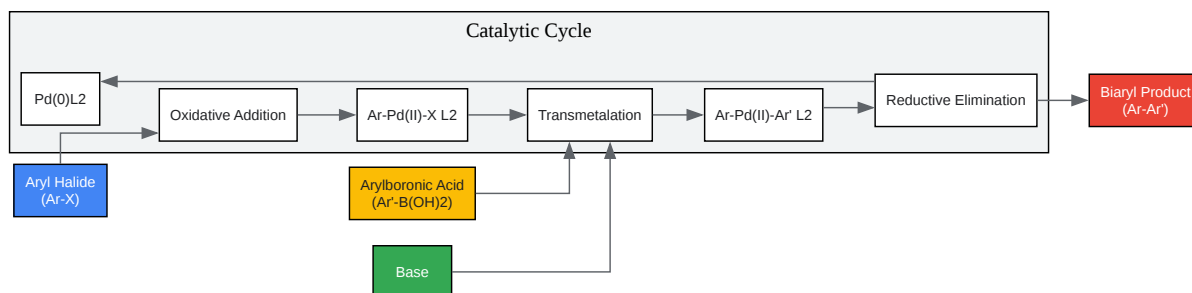 Catalytic Cycle
Pd(0)L2
Oxidative Addition
Ar-Pd(II)-X L2
Transmetalation
Ar-Pd(II)-Ar' L2
Reductive Elimination
Biaryl Product
(Ar-Ar')
Aryl Halide
(Ar-X)
Arylboronic Acid
(Ar'-B(OH)2)
Base